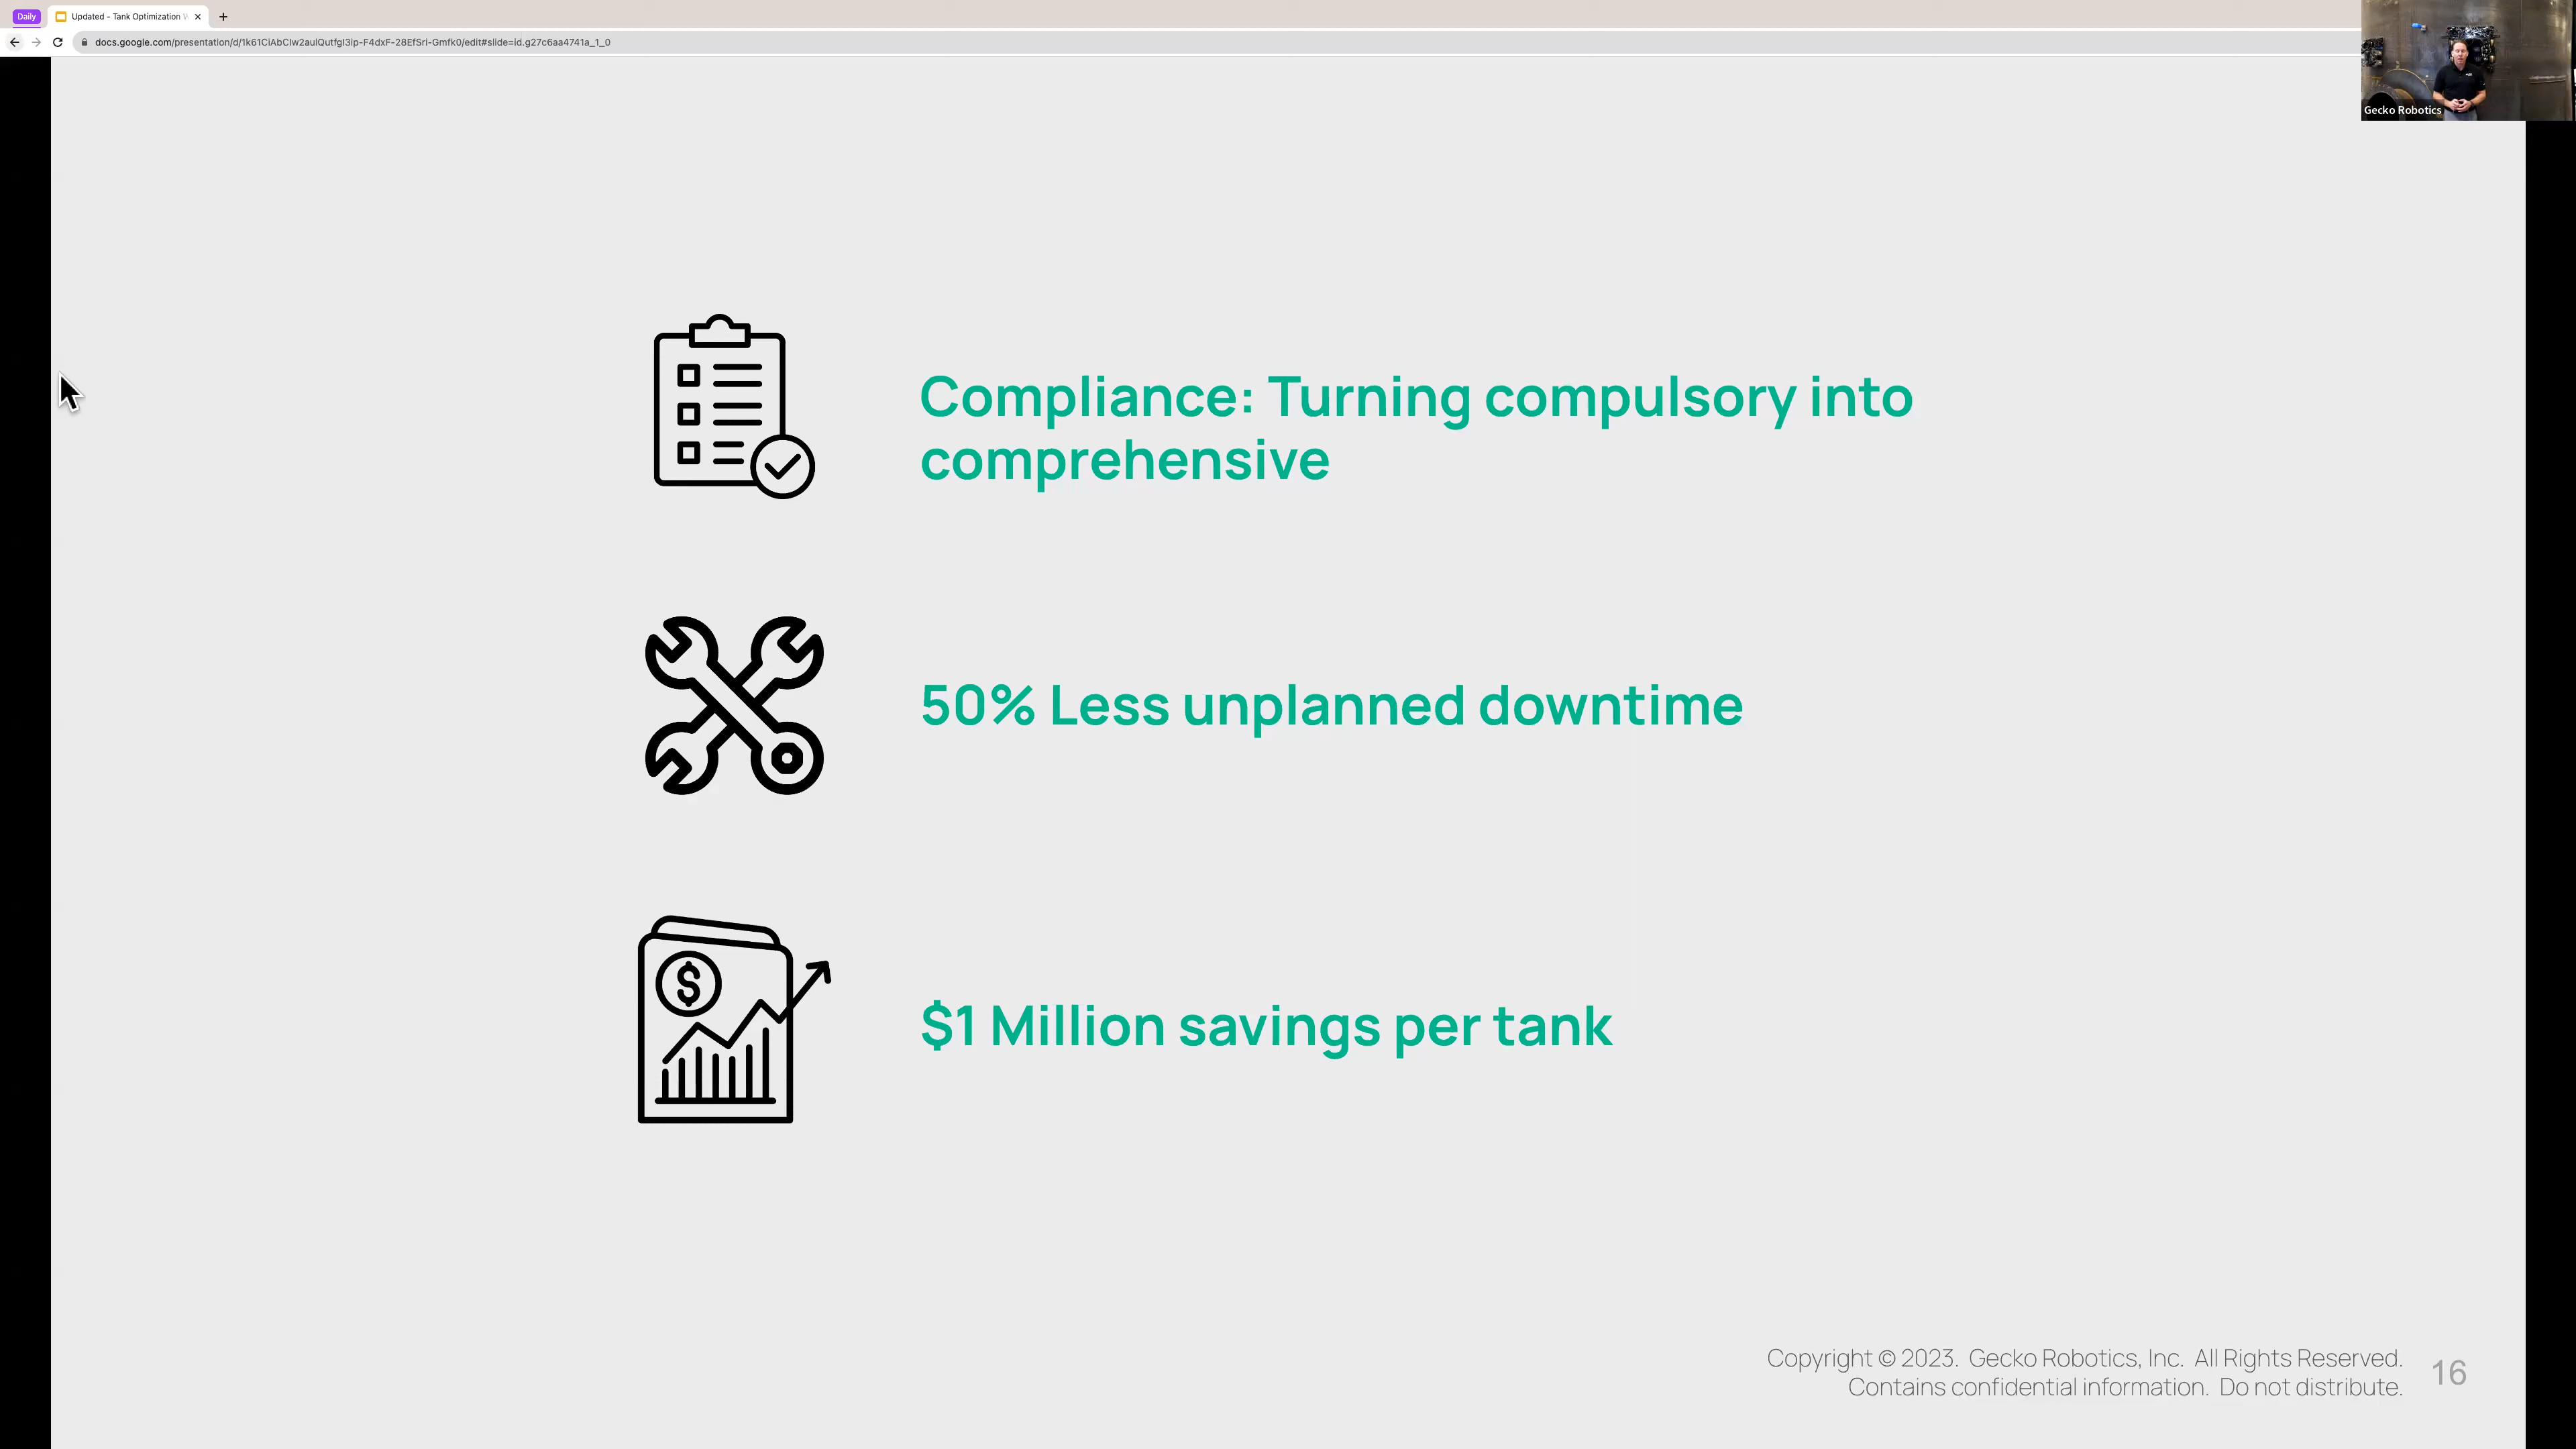 Daily
Updated - Tank Optimization W
docs.google.com/presentation/d/1k61CiAbCIw2auiQutfgI3ip-F4dxF-28EfSri-Gmfk0/edit#slide=id.g27c6aa4741a_1_0
Gecko Robotics
Compliance: Turning compulsory into
comprehensive
50% Less unplanned downtime
$
$1 Million savings per tank
Copyright © 2023. Gecko Robotics, Inc. All Rights Reserved.
Contains confidential information. Do not distribute.
16